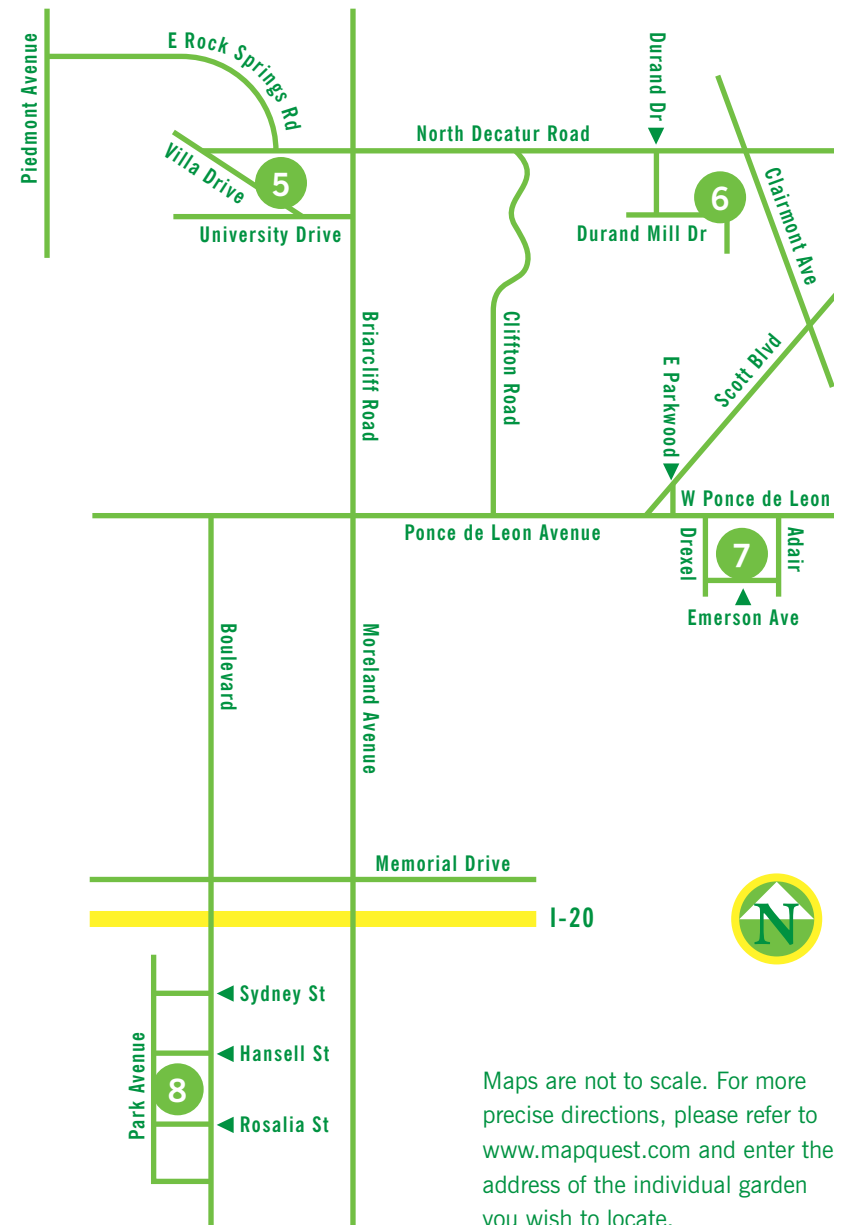 E Rock Springs Rd
Piedmont Avenue
Durand Dr
North Decatur Road
Villa Drive
5
6
Clairmont Ave
University Drive
Durand Mill Dr
Briarcliff Road
Cliffton Road
E Parkwood
Scott Blvd
W Ponce de Leon
Ponce de Leon Avenue
Drexel
7
Adair
Emerson Ave
Boulevard
Moreland Avenue
Memorial Drive
I-20
N
Sydney St
Hansell St
Park Avenue
8
Rosalia St
Maps are not to scale. For more
precise directions, please refer to
www.mapquest.com and enter the
address of the individual garden
you wish to locate.